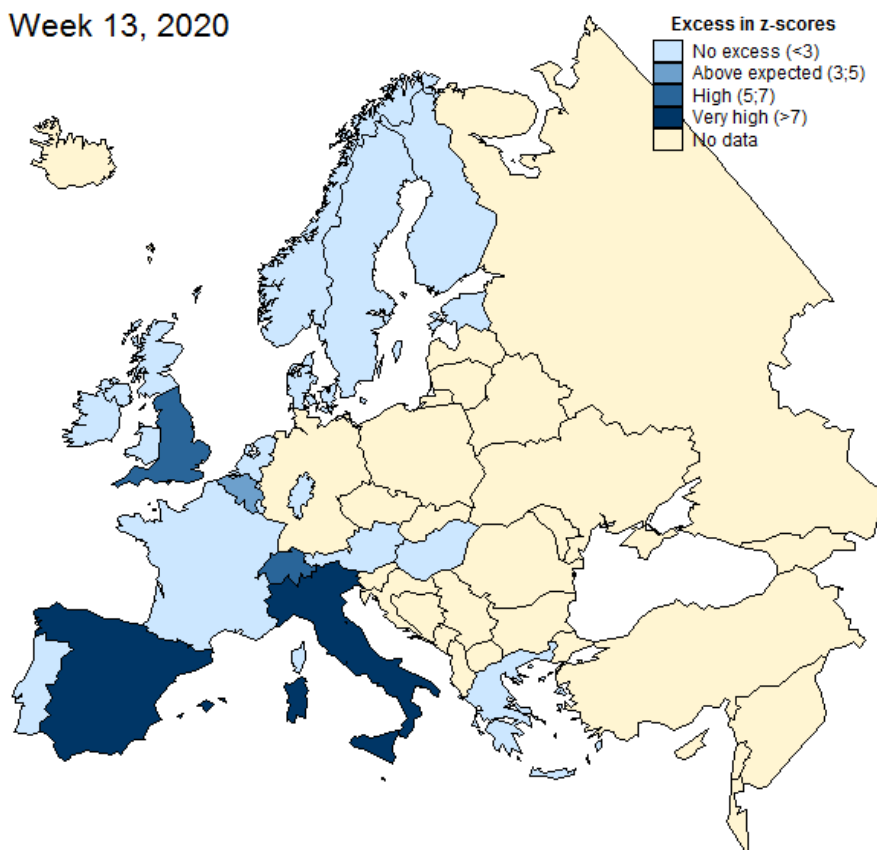 Week 13, 2020
Excess in z-scores
No excess (<3)
Above expected (3;5)
High (5;7)
Very high (>7)
No data